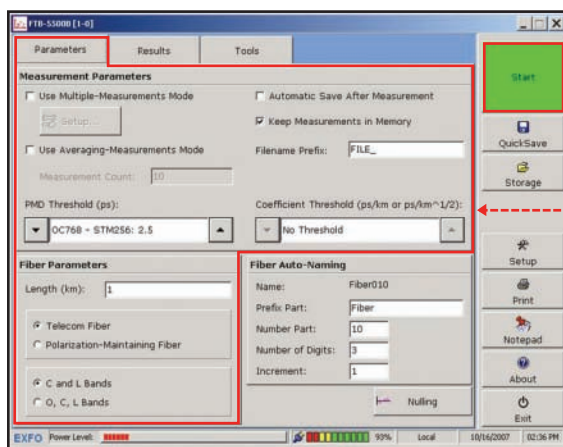 FTB-5500B [1-0]
Parameters Results Tools
Start
Measurement Parameters
Use Multiple-Measurements Mode
Automatic Save After Measurement
Setup...
Keep Measurements in Memory
QuickSave
Use Averaging-Measurements Mode
Filename Prefix: FILE_
Measurement Count: 10
Storage
PMD Threshold (ps):
Coefficient Threshold (ps/km or ps/km^1/2):
OC768 - STM256: 2.5
No Threshold
Setup
Fiber Parameters
Fiber Auto-Naming
Length (km): 1
Name: Fiber010
Print
Prefix Part: Fiber
Telecom Fiber
Number Part: 10
Polarization-Maintaining Fiber
Notepad
Number of Digits: 3
Increment: 1
C and L Bands
About
O, C, L Bands
Nulling
Exit
EXFO Power Level: 93% Local 10/16/2007 02:36 PM